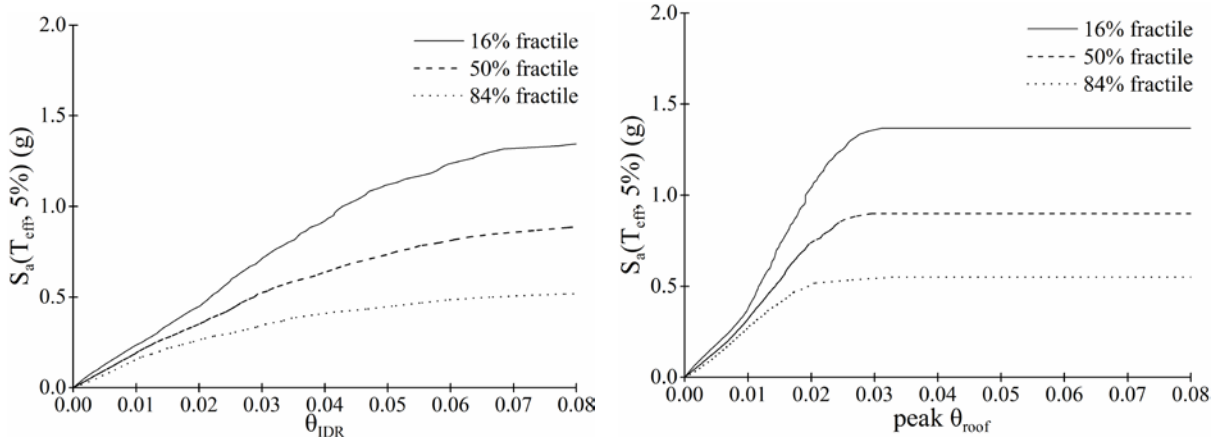 2.0
1.5
1.0
0.5
0.0
S_a(T_eff, 5%) (g)
16% fractile
50% fractile
84% fractile
0.00 0.01 0.02 0.03 0.04 0.05 0.06 0.07 0.08
θ_IDR
2.0
1.5
1.0
0.5
0.0
S_a(T_eff, 5%) (g)
16% fractile
50% fractile
84% fractile
0.00 0.01 0.02 0.03 0.04 0.05 0.06 0.07 0.08
peak θ_roof